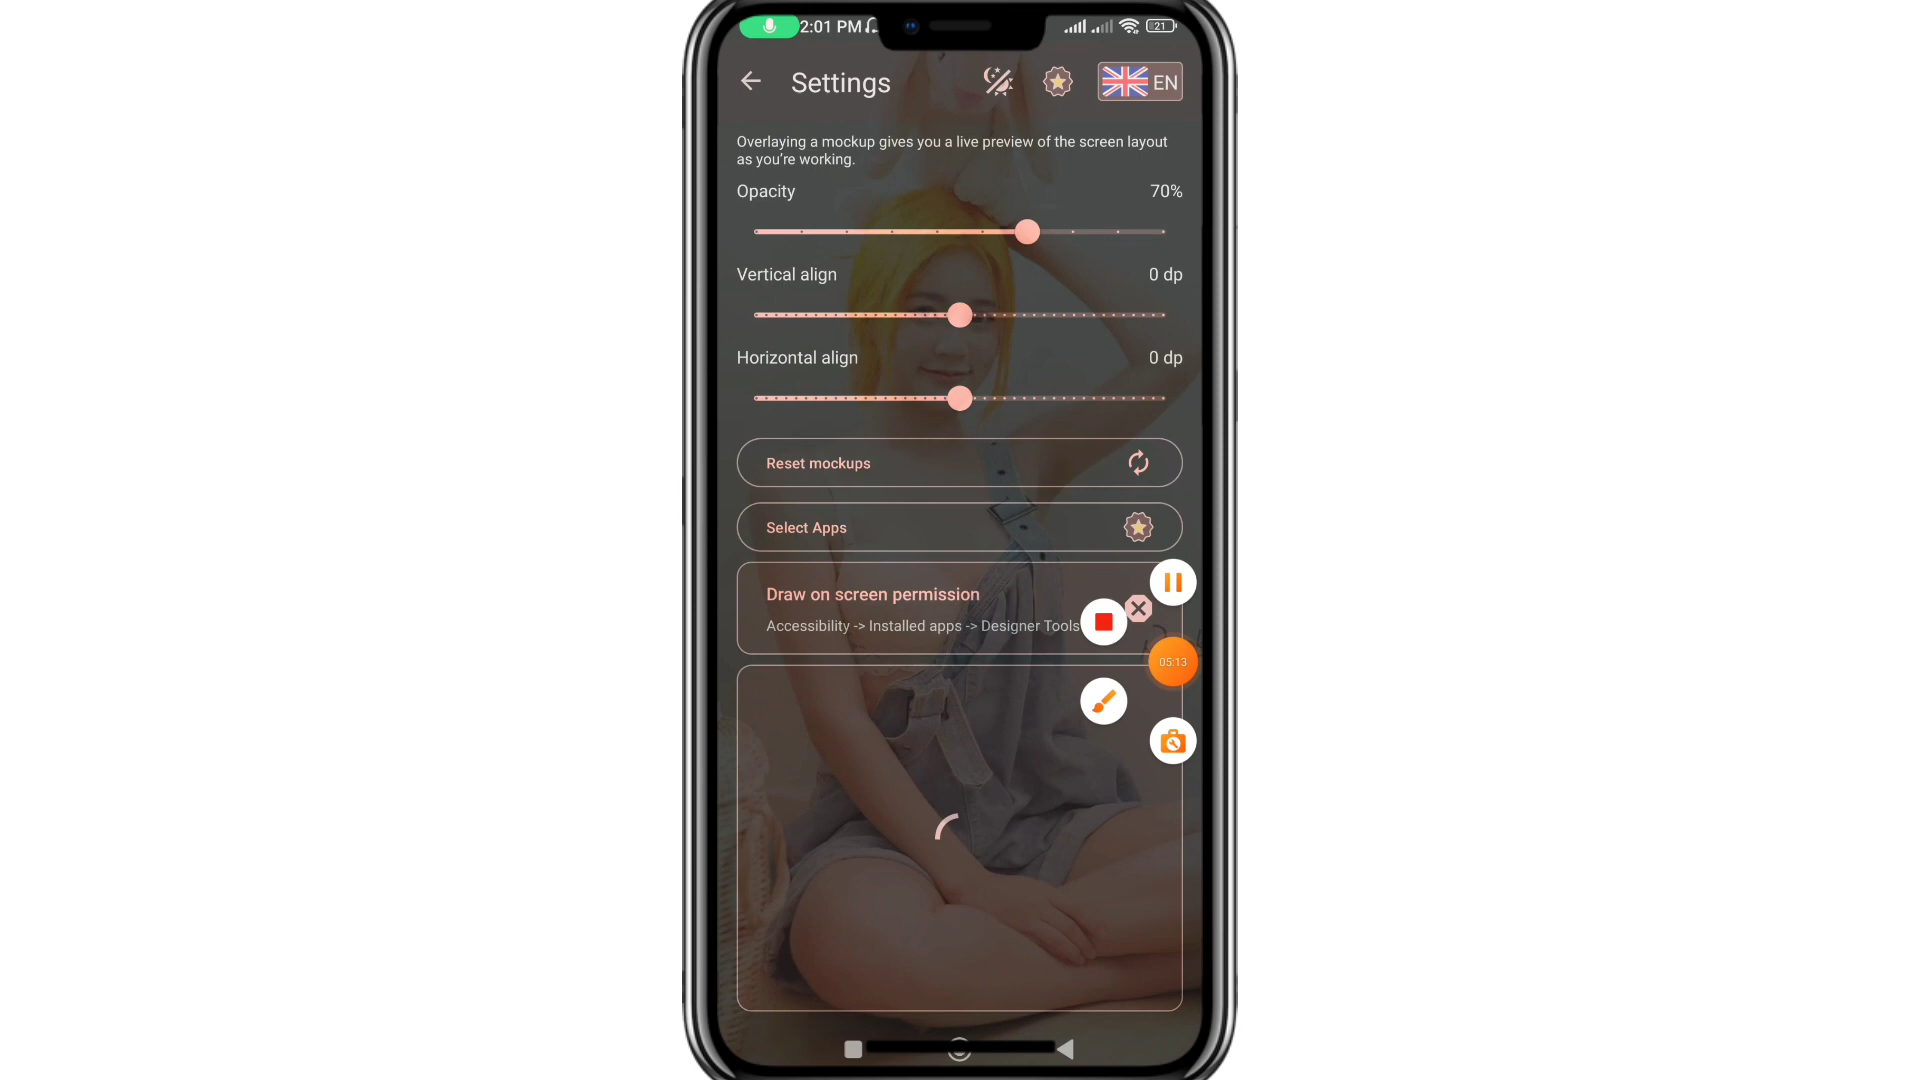 2:01 PM
21
Settings
EN
Overlaying a mockup gives you a live preview of the screen layout
as you're working.
Opacity 70%
Vertical align 0 dp
Horizontal align 0 dp
Reset mockups
Select Apps
Draw on screen permission
Accessibility -> Installed apps -> Designer Tools
05:13